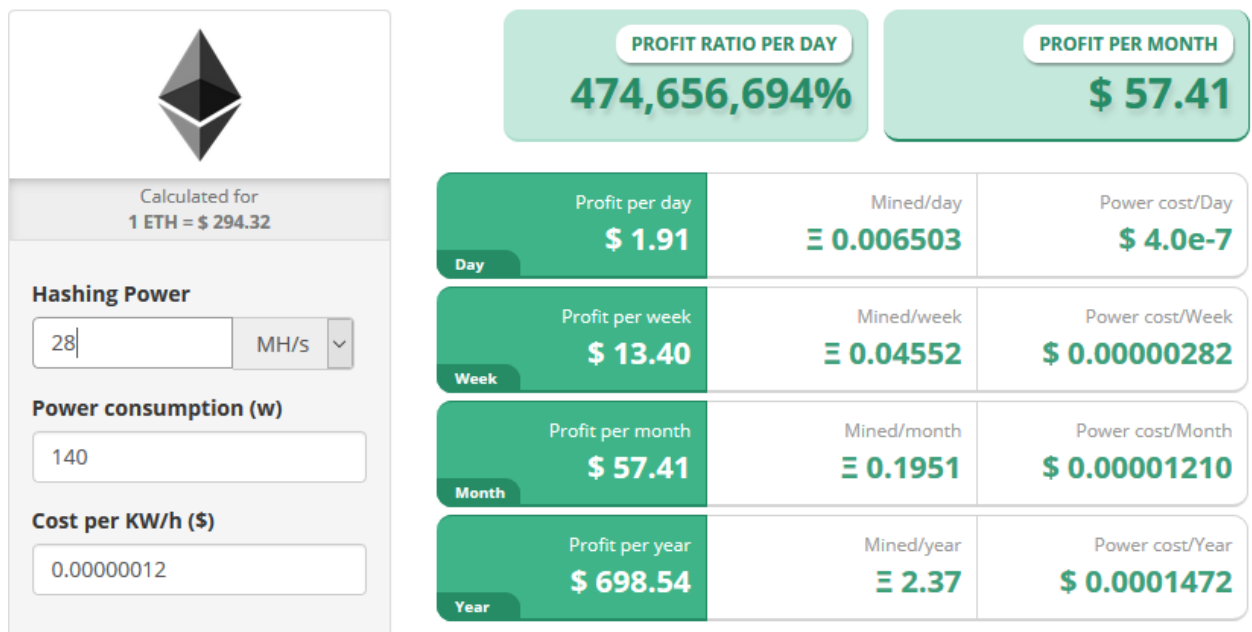 Calculated for
1 ETH = $ 294.32
Hashing Power
28 MH/s
Power consumption (w)
140
Cost per KW/h ($)
0.00000012
PROFIT RATIO PER DAY
474,656,694%
PROFIT PER MONTH
$ 57.41
Profit per day Mined/day Power cost/Day
$ 1.91 Ξ 0.006503 $ 4.0e-7
Day
Profit per week Mined/week Power cost/Week
$ 13.40 Ξ 0.04552 $ 0.00000282
Week
Profit per month Mined/month Power cost/Month
$ 57.41 Ξ 0.1951 $ 0.00001210
Month
Profit per year Mined/year Power cost/Year
$ 698.54 Ξ 2.37 $ 0.0001472
Year